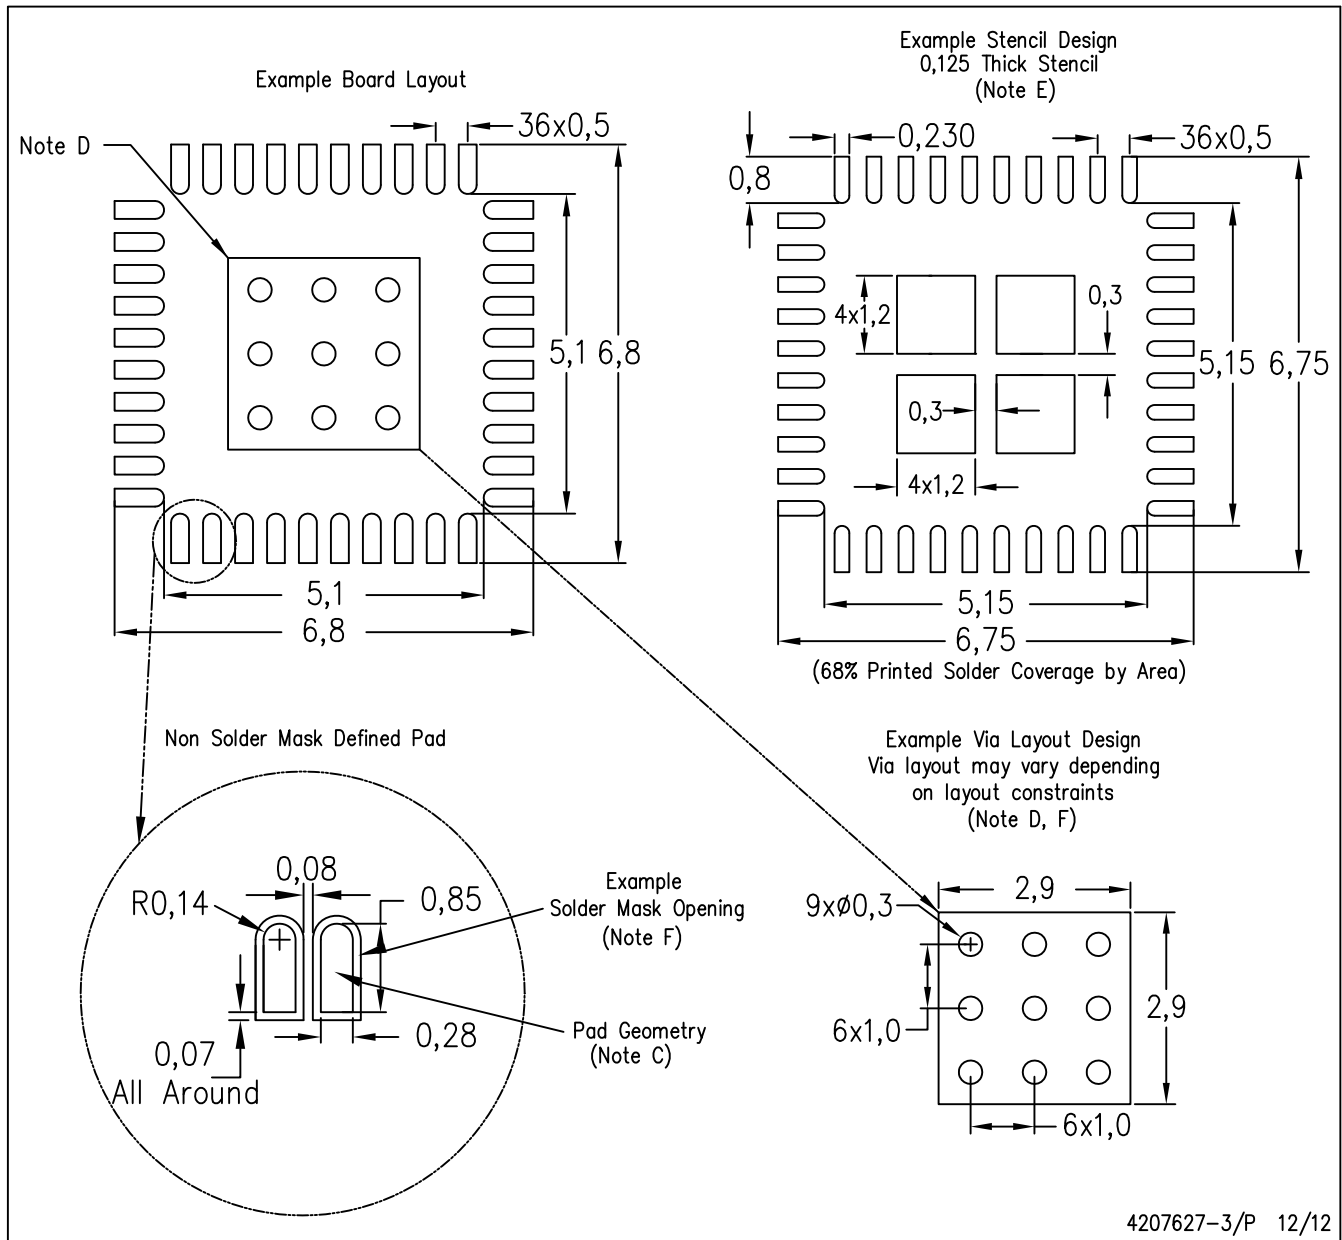 Example Board Layout
Note D
36x0,5
5,1
6,8
5,1
6,8
Example Stencil Design
0,125 Thick Stencil
(Note E)
0,230
36x0,5
0,8
4x1,2
0,3
0,3
4x1,2
5,15
6,75
5,15
6,75
(68% Printed Solder Coverage by Area)
Non Solder Mask Defined Pad
0,08
R0,14
0,85
Example
Solder Mask Opening
(Note F)
0,28
Pad Geometry
(Note C)
0,07
All Around
Example Via Layout Design
Via layout may vary depending
on layout constraints
(Note D, F)
2,9
9xø0,3
2,9
6x1,0
6x1,0
4207627-3/P 12/12